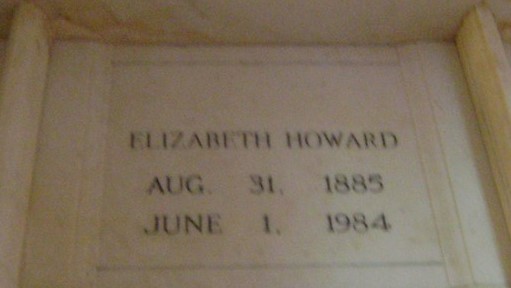 ELIZABETH HOWARD
AUG. 31, 1885
JUNE 1, 1984